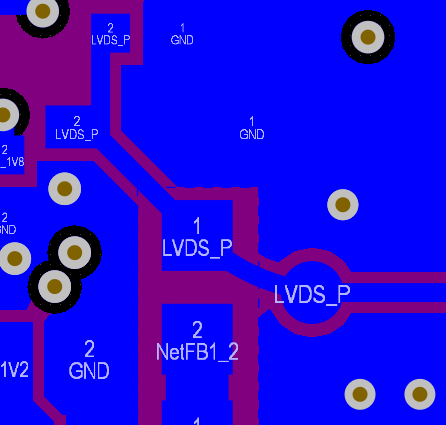 2
LVDS_P
1
GND
2
LVDS_P
1
GND
2
_1V8
2
GND
1
LVDS_P
LVDS_P
2
NetFB1_2
2
GND
1V2
1